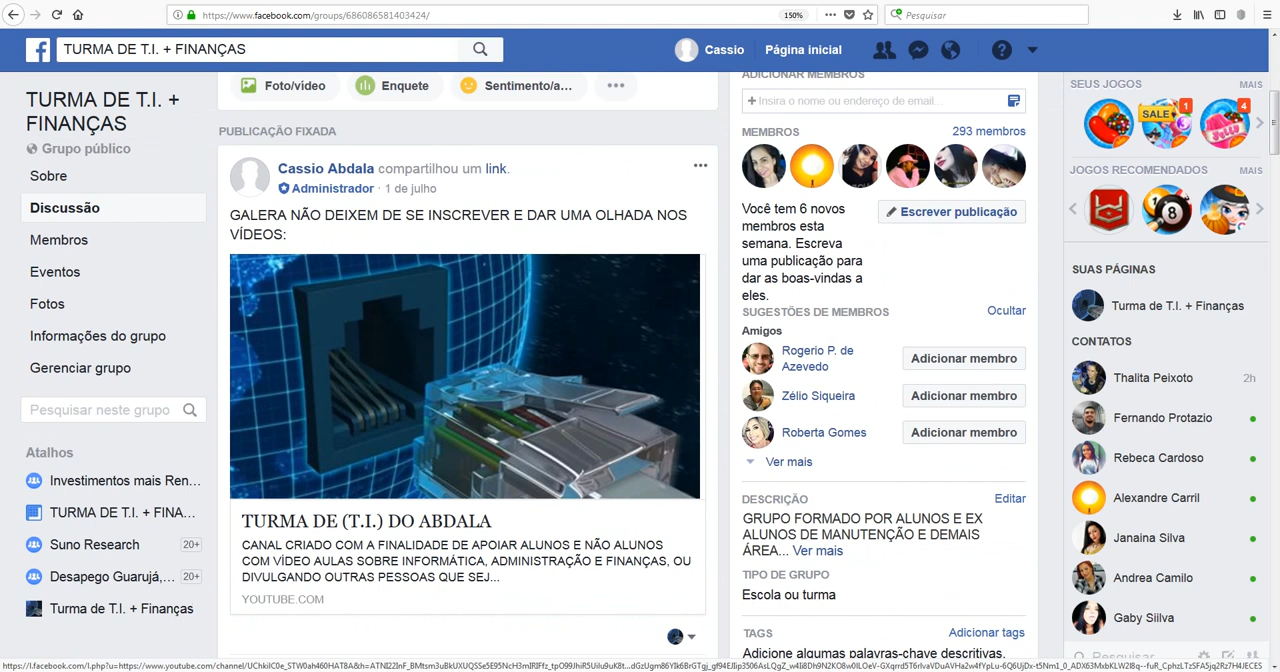 https://www.facebook.com/groups/686086581403424/
150%
Pesquisar
TURMA DE T.I. + FINANÇAS
Cassio
Página inicial
TURMA DE T.I. +
FINANÇAS
Grupo público
Sobre
Discussão
Membros
Eventos
Fotos
Informações do grupo
Gerenciar grupo
Pesquisar neste grupo
Atalhos
Investimentos mais Ren...
TURMA DE T.I. + FINA...
Suno Research 20+
Desapego Guarujá,... 20+
Turma de T.I. + Finanças
Foto/vídeo
Enquete
Sentimento/a...
PUBLICAÇÃO FIXADA
Cassio Abdala compartilhou um link.
Administrador · 1 de julho
GALERA NÃO DEIXEM DE SE INSCREVER E DAR UMA OLHADA NOS
VÍDEOS:
TURMA DE (T.I.) DO ABDALA
CANAL CRIADO COM A FINALIDADE DE APOIAR ALUNOS E NÃO ALUNOS
COM VÍDEO AULAS SOBRE INFORMÁTICA, ADMINISTRAÇÃO E FINANÇAS, OU
DIVULGANDO OUTRAS PESSOAS QUE SEJ...
YOUTUBE.COM
ADICIONAR MEMBROS
+ Insira o nome ou endereço de email...
MEMBROS
293 membros
Você tem 6 novos
membros esta
semana. Escreva
uma publicação para
dar as boas-vindas a
eles.
Escrever publicação
SUGESTÕES DE MEMBROS
Ocultar
Amigos
Rogerio P. de
Azevedo
Adicionar membro
Zélio Siqueira
Adicionar membro
Roberta Gomes
Adicionar membro
Ver mais
DESCRIÇÃO
Editar
GRUPO FORMADO POR ALUNOS E EX
ALUNOS DE MANUTENÇÃO E DEMAIS
ÁREA... Ver mais
TIPO DE GRUPO
Escola ou turma
TAGS
Adicionar tags
Adicione algumas palavras-chave descritivas.
SEUS JOGOS
MAIS
SALE
1
4
JELLY
JOGOS RECOMENDADOS
MAIS
8
SUAS PÁGINAS
Turma de T.I. + Finanças
CONTATOS
Thalita Peixoto 2h
Fernando Protazio
Rebeca Cardoso
Alexandre Carril
Janaina Silva
Andrea Camilo
Gaby Siilva
Pesquisar